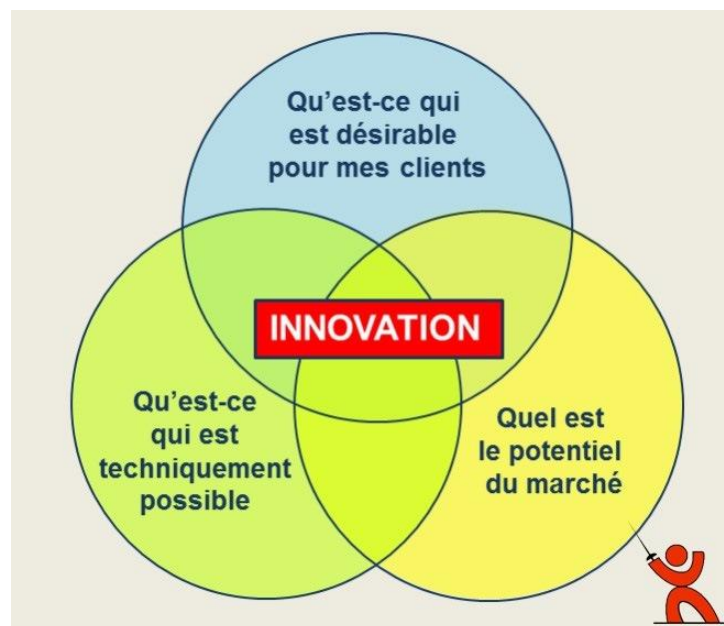 Qu’est-ce qui
est désirable
pour mes clients
INNOVATION
Qu’est-ce
qui est
techniquement
possible
Quel est
le potentiel
du marché